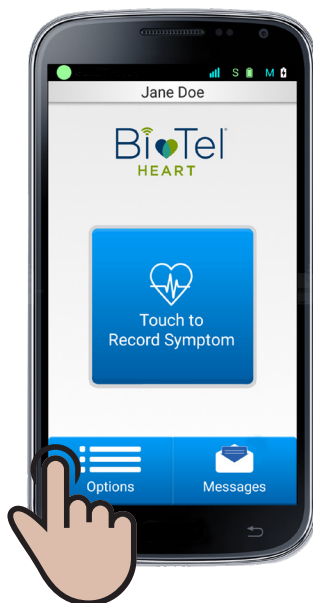 S M
Jane Doe
BioTel
HEART
Touch to
Record Symptom
Options
Messages